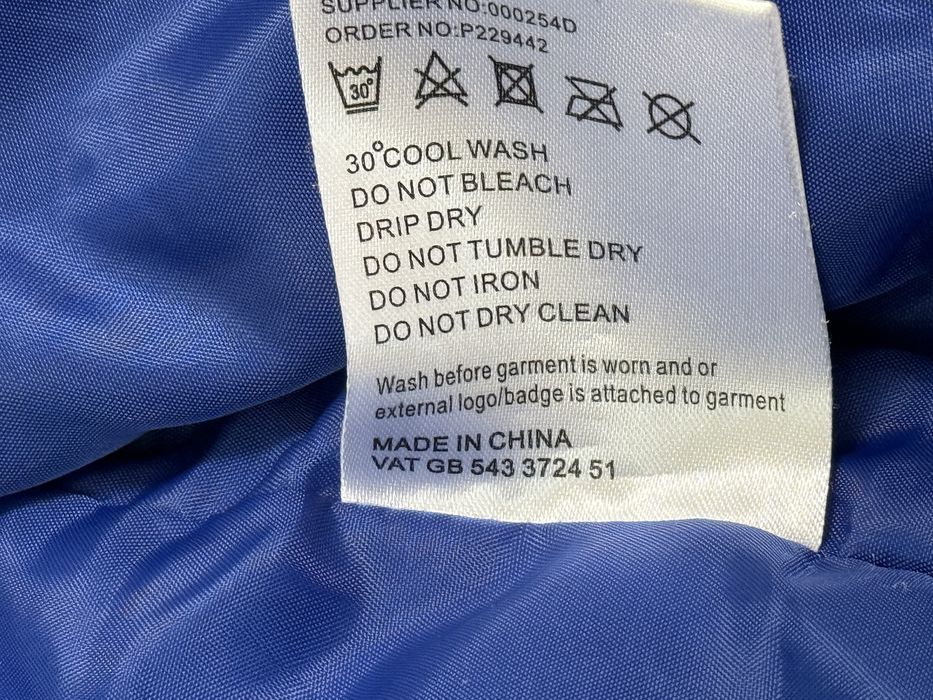 SUPPLIER NO:000254D
ORDER NO:P229442
30°
30°COOL WASH
DO NOT BLEACH
DRIP DRY
DO NOT TUMBLE DRY
DO NOT IRON
DO NOT DRY CLEAN
Wash before garment is worn and or
external logo/badge is attached to garment
MADE IN CHINA
VAT GB 543 3724 51